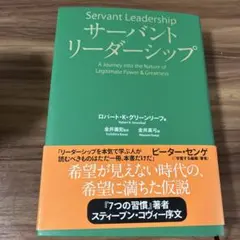 Servant Leadership
サーバント
リーダーシップ
A Journey into the Nature of
Legitimate Power & Greatness
ロバート・K・グリーンリーフ
金井壽宏
金井真弓
「リーダーシップを本気で学ぶ人が
読むべきものはただ一冊、本書だけだ」
ピーター・センゲ
希望が見えない時代の、
希望に満ちた仮説
『7つの習慣』著者
スティーブン・コヴィー序文